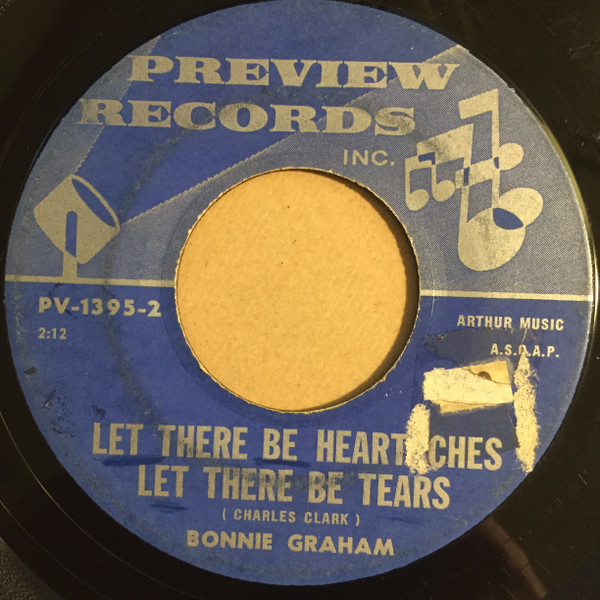 PREVIEW
RECORDS
INC.
PV-1395-2
2:12
ARTHUR MUSIC
A.S.C.A.P.
LET THERE BE HEARTACHES
LET THERE BE TEARS
( CHARLES CLARK )
BONNIE GRAHAM